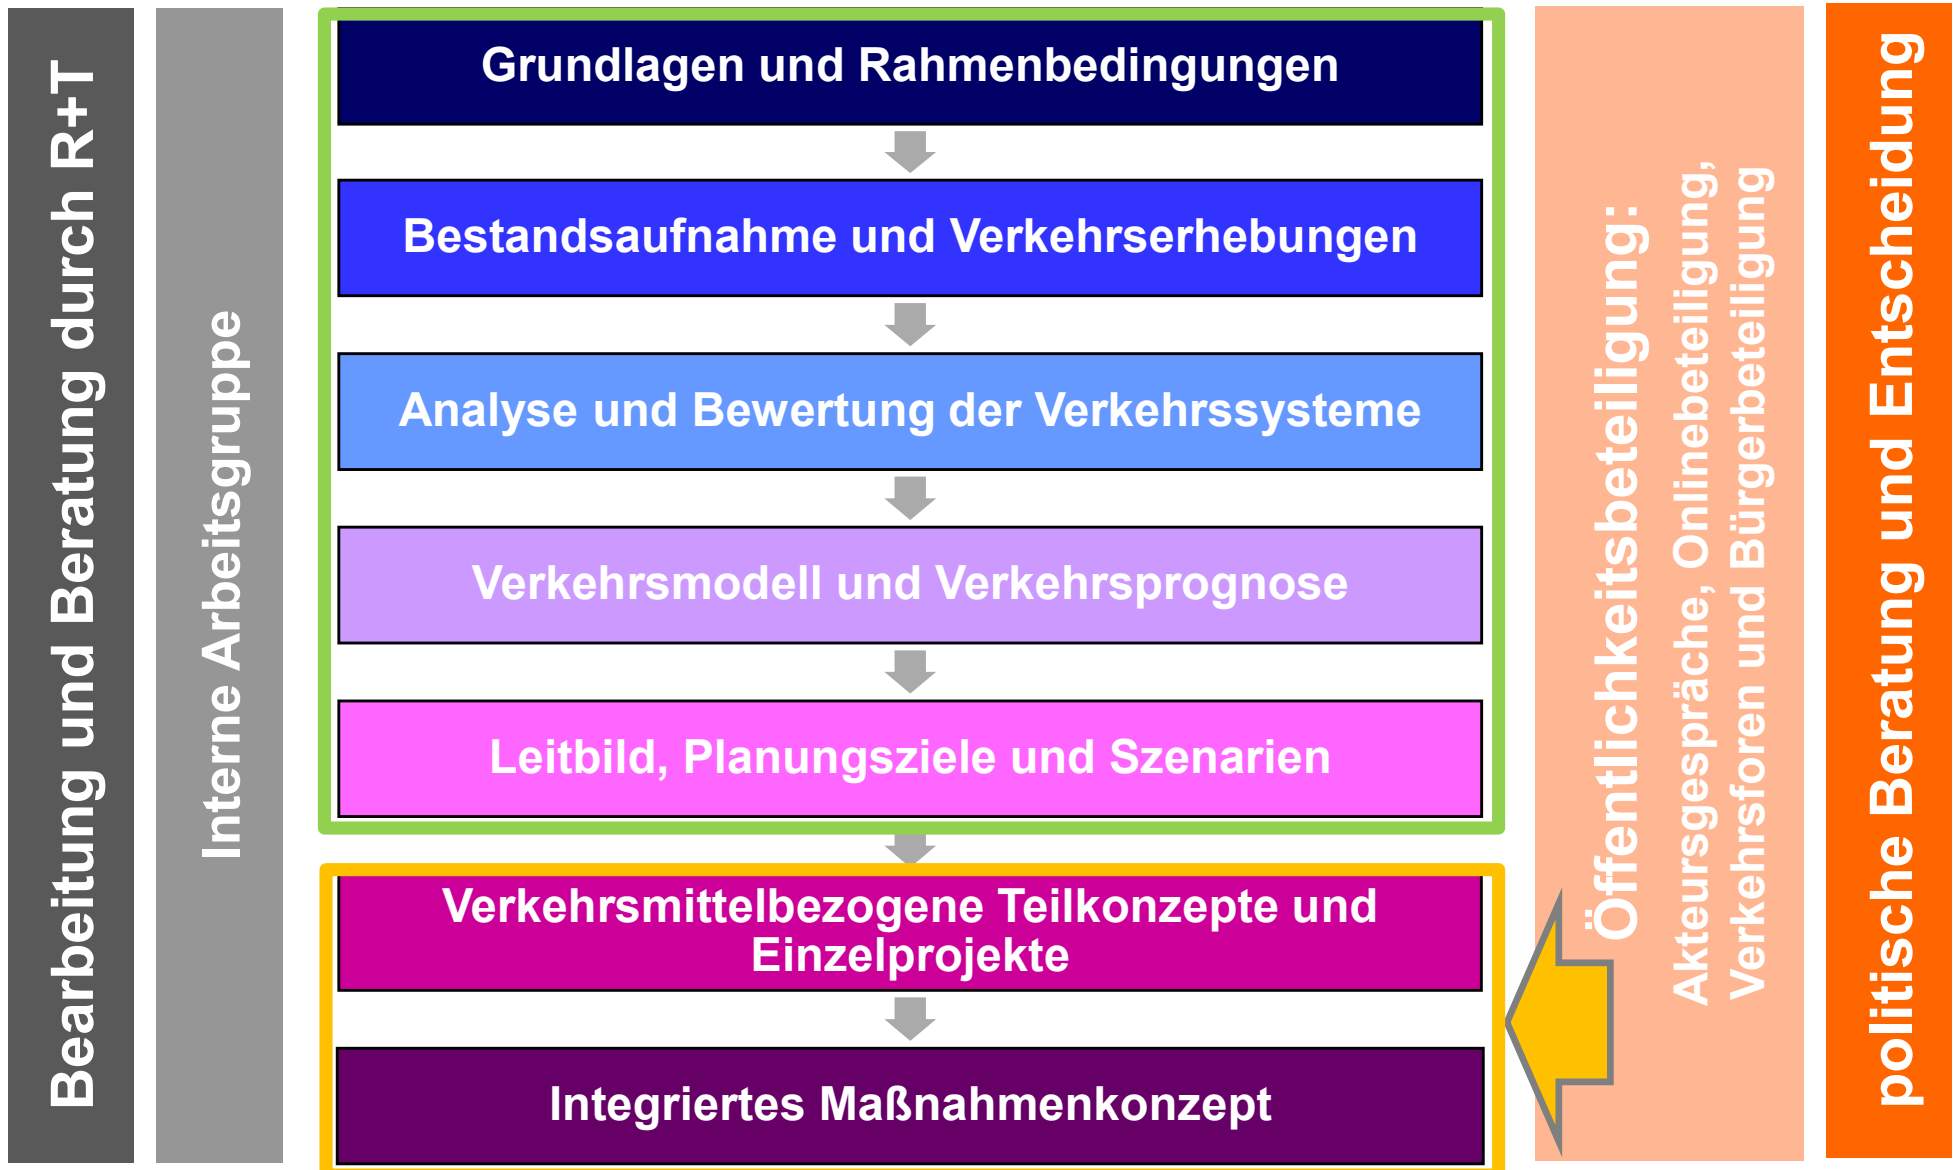 Bearbeitung und Beratung durch R+T
Interne Arbeitsgruppe
Grundlagen und Rahmenbedingungen
Bestandsaufnahme und Verkehrserhebungen
Analyse und Bewertung der Verkehrssysteme
Verkehrsmodell und Verkehrsprognose
Leitbild, Planungsziele und Szenarien
Verkehrsmittelbezogene Teilkonzepte und
Einzelprojekte
Integriertes Maßnahmenkonzept
Öffentlichkeitsbeteiligung:
Akteursgespräche, Onlinebeteiligung,
Verkehrsforen und Bürgerbeteiligung
politische Beratung und Entscheidung